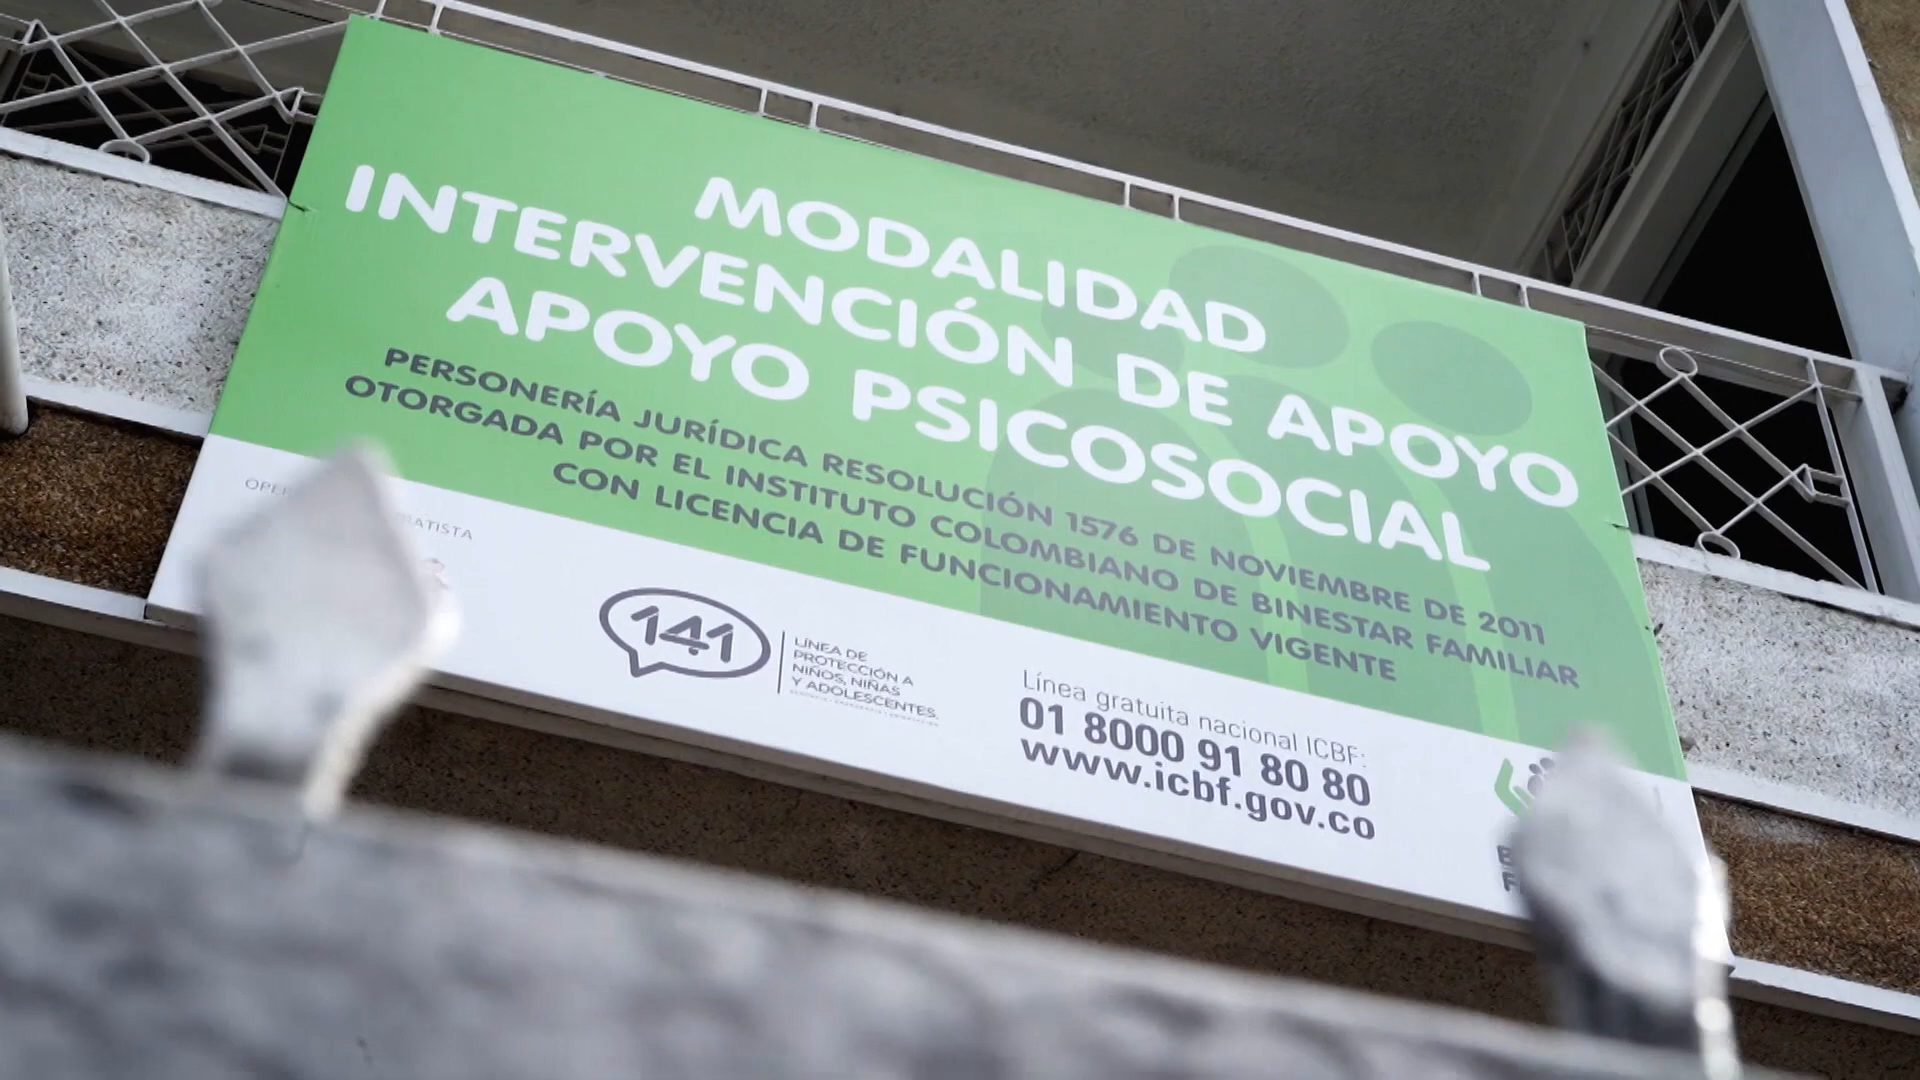 MODALIDAD
INTERVENCIÓN DE APOYO
APOYO PSICOSOCIAL
PERSONERÍA JURÍDICA RESOLUCIÓN 1576 DE NOVIEMBRE DE 2011
OTORGADA POR EL INSTITUTO COLOMBIANO DE BINESTAR FAMILIAR
CON LICENCIA DE FUNCIONAMIENTO VIGENTE
141
LÍNEA DE
PROTECCIÓN A
NIÑOS, NIÑAS
Y ADOLESCENTES.
Línea gratuita nacional ICBF:
01 8000 91 80 80
www.icbf.gov.co